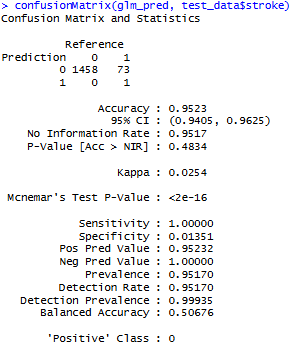 > confusionMatrix(glm_pred, test_data$stroke)
Confusion Matrix and Statistics
Reference
Prediction 0 1
0 1458 73
1 0 1
Accuracy : 0.9523
95% CI : (0.9405, 0.9625)
No Information Rate : 0.9517
P-Value [Acc > NIR] : 0.4834
Kappa : 0.0254
Mcnemar's Test P-Value : <2e-16
Sensitivity : 1.00000
Specificity : 0.01351
Pos Pred Value : 0.95232
Neg Pred Value : 1.00000
Prevalence : 0.95170
Detection Rate : 0.95170
Detection Prevalence : 0.99935
Balanced Accuracy : 0.50676
'Positive' Class : 0